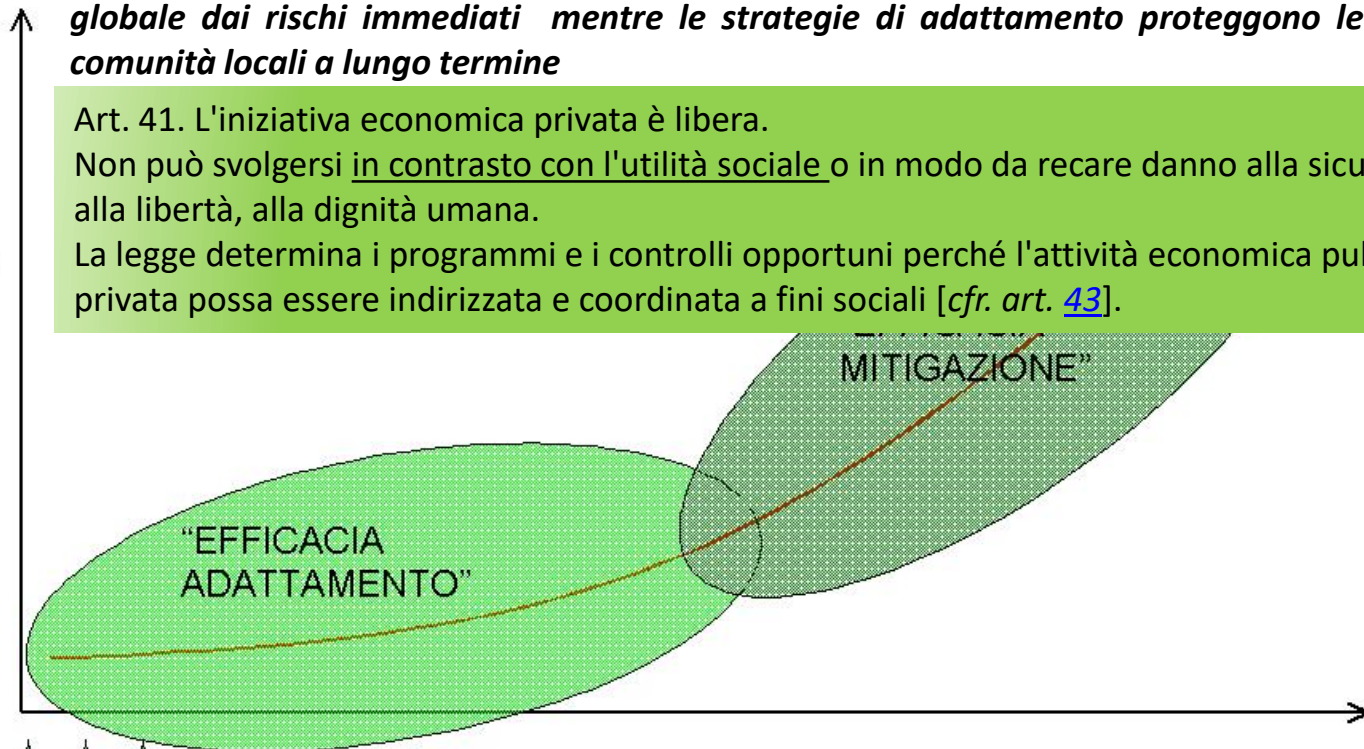 globale dai rischi immediati mentre le strategie di adattamento proteggono le
comunità locali a lungo termine
Art. 41. L'iniziativa economica privata è libera.
Non può svolgersi in contrasto con l'utilità sociale o in modo da recare danno alla sicu
alla libertà, alla dignità umana.
La legge determina i programmi e i controlli opportuni perché l'attività economica pu
privata possa essere indirizzata e coordinata a fini sociali [cfr. art. 43].
MITIGAZIONE”
“EFFICACIA
ADATTAMENTO”